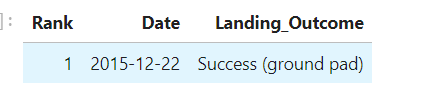 ]:
Rank Date Landing_Outcome
1 2015-12-22 Success (ground pad)